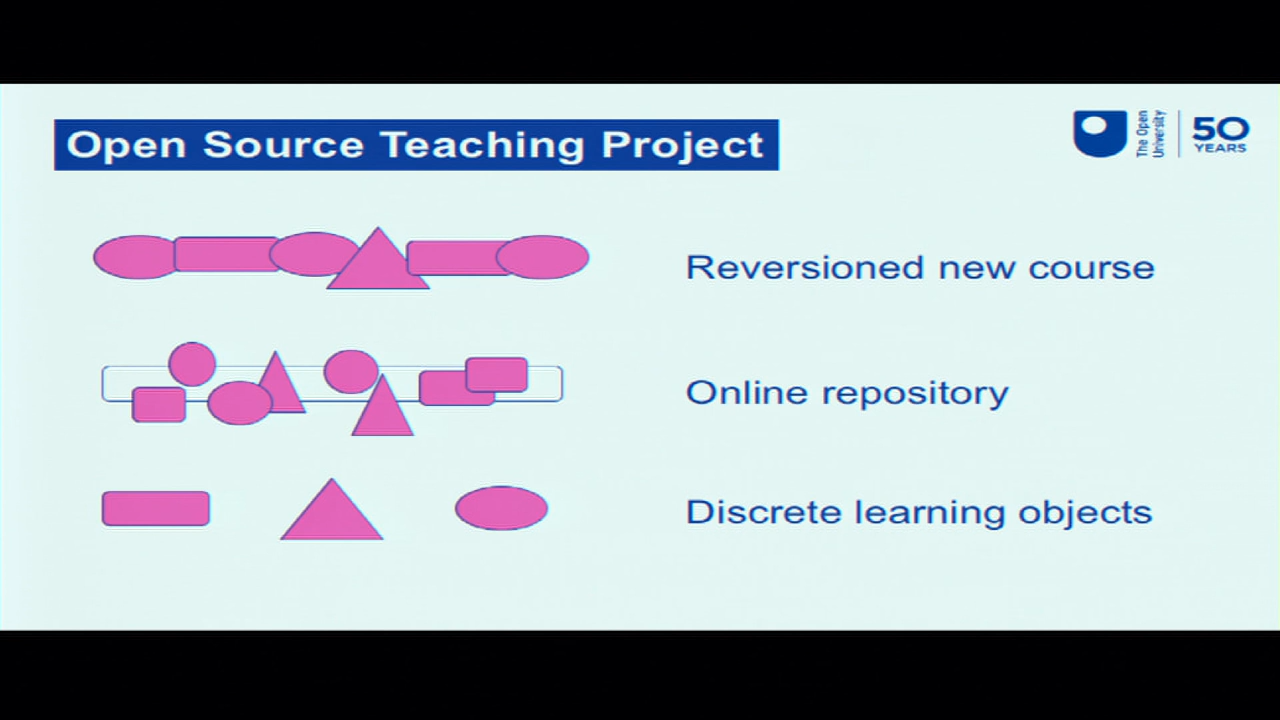 Open Source Teaching Project
The Open
University
50
YEARS
Reversioned new course
Online repository
Discrete learning objects